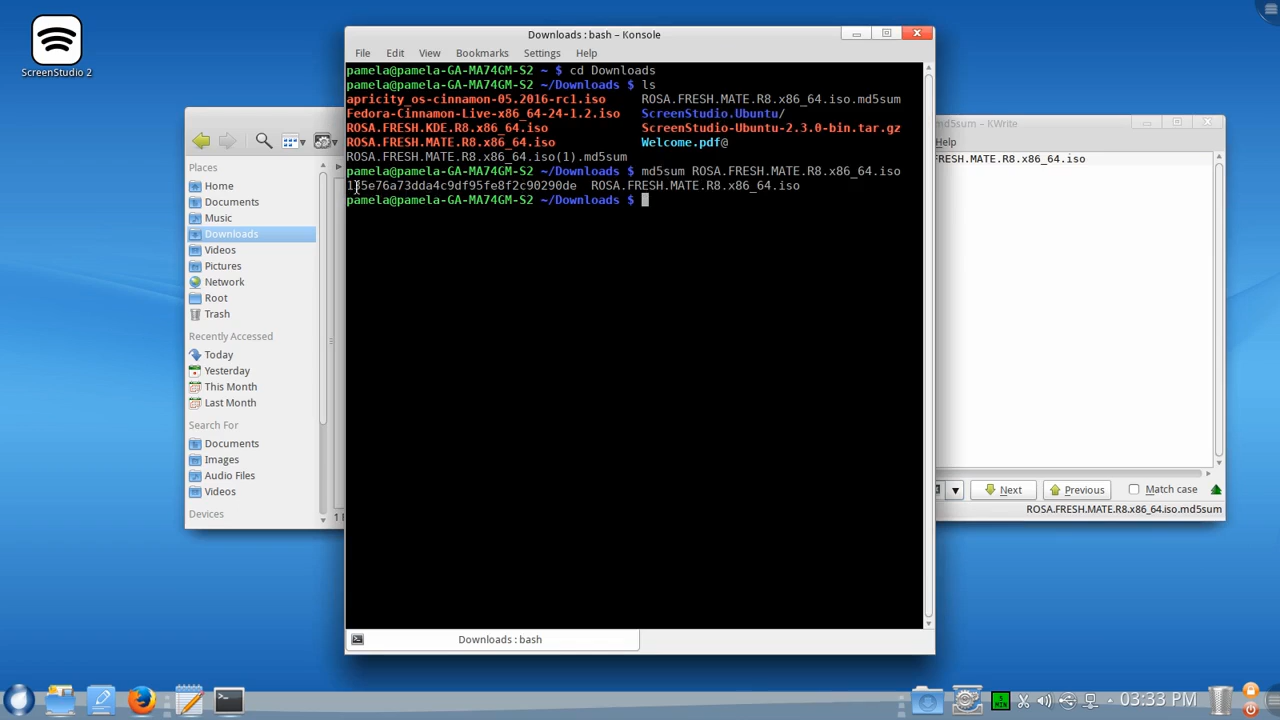 ScreenStudio 2
Downloads : bash – Konsole
File Edit View Bookmarks Settings Help
pamela@pamela-GA-MA74GM-S2 ~ $ cd Downloads
pamela@pamela-GA-MA74GM-S2 ~/Downloads $ ls
apricity_os-cinnamon-05.2016-rc1.iso ROSA.FRESH.MATE.R8.x86_64.iso.md5sum
Fedora-Cinnamon-Live-x86_64-24-1.2.iso ScreenStudio.Ubuntu/
ROSA.FRESH.KDE.R8.x86_64.iso ScreenStudio-Ubuntu-2.3.0-bin.tar.gz
ROSA.FRESH.MATE.R8.x86_64.iso Welcome.pdf@
ROSA.FRESH.MATE.R8.x86_64.iso(1).md5sum
pamela@pamela-GA-MA74GM-S2 ~/Downloads $ md5sum ROSA.FRESH.MATE.R8.x86_64.iso
ROSA.FRESH.MATE.R8.x86_64.iso
pamela@pamela-GA-MA74GM-S2 ~/Downloads $
Downloads : bash
Places
Home
Documents
Music
Downloads
Videos
Pictures
Network
Root
Trash
Recently Accessed
Today
Yesterday
This Month
Last Month
Search For
Documents
Images
Audio Files
Videos
Devices
md5sum – KWrite
Help
FRESH.MATE.R8.x86_64.iso
Next Previous Match case
ROSA.FRESH.MATE.R8.x86_64.iso.md5sum
5
MIN
03:33 PM